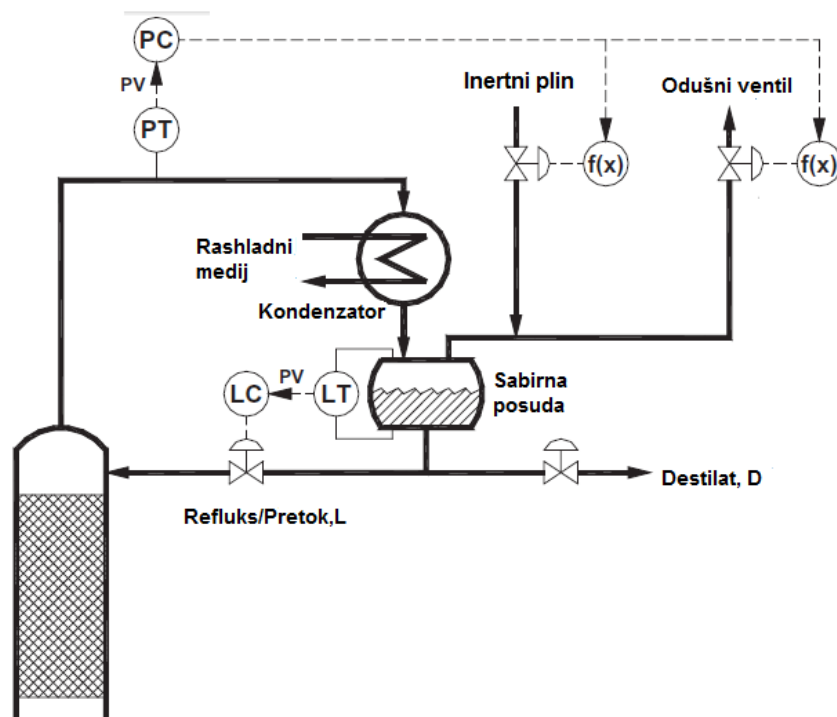 PC
PV
PT
Inertni plin
Odušni ventil
f(x)
f(x)
Rashladni
medij
Kondenzator
LC
PV
LT
Sabirna
posuda
Destilat, D
Refluks/Pretok,L